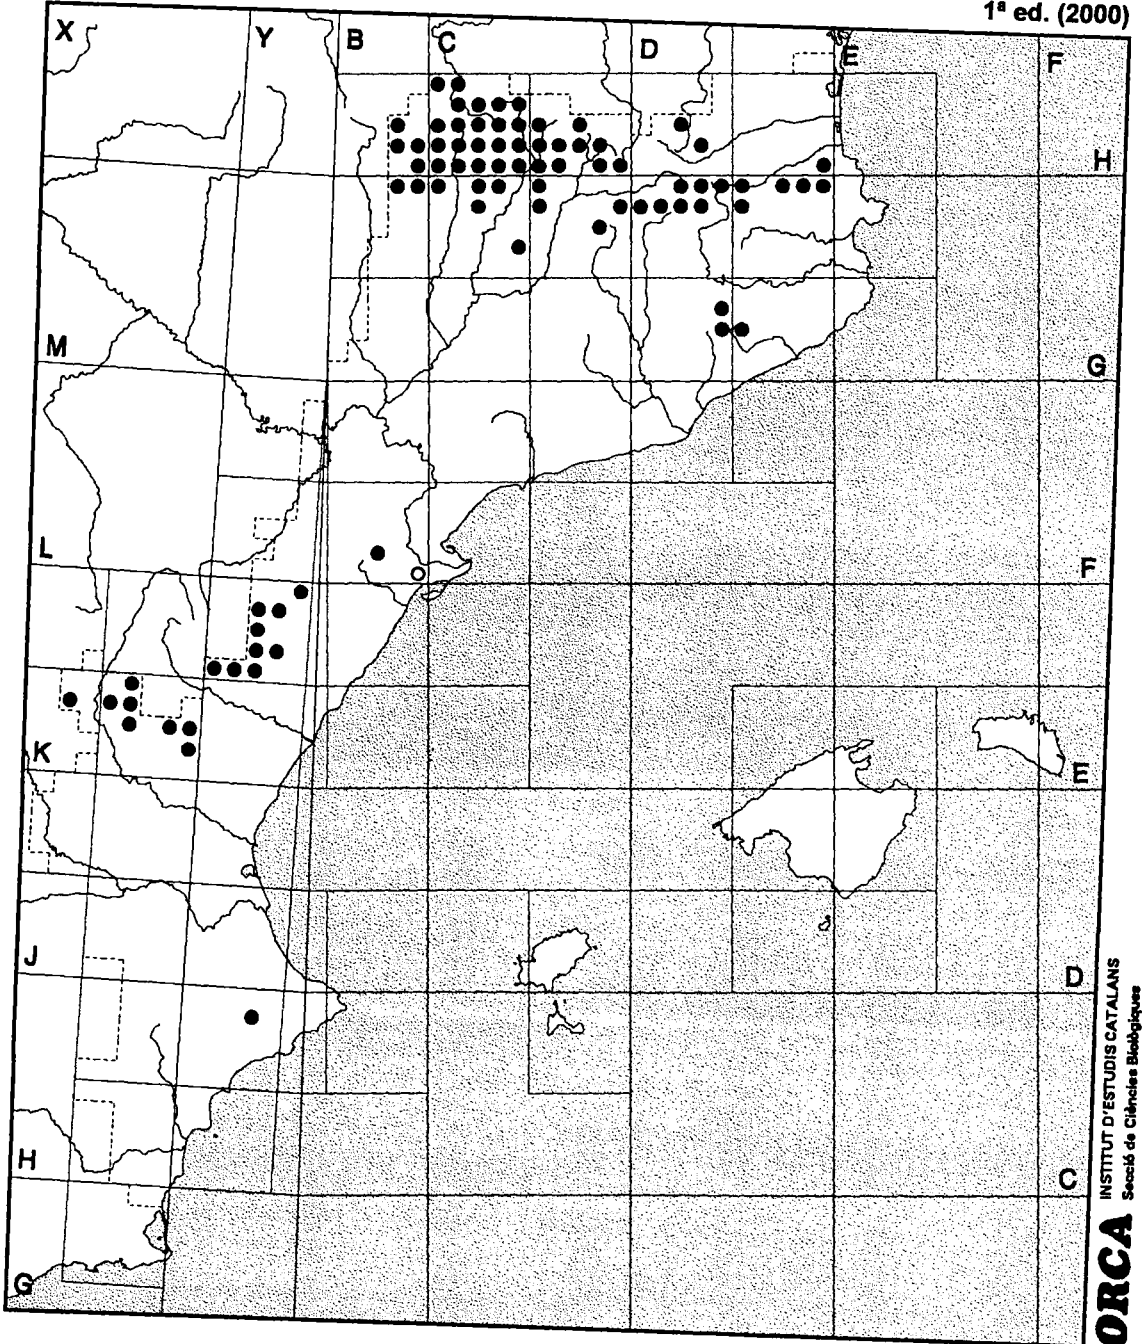 1ª ed. (2000)
X
Y
B
C
D
E
F
H
M
G
L
F
K
E
J
D
H
C
G
INSTITUT D'ESTUDIS CATALANS
Secció de Ciències Biològiques
ORCA